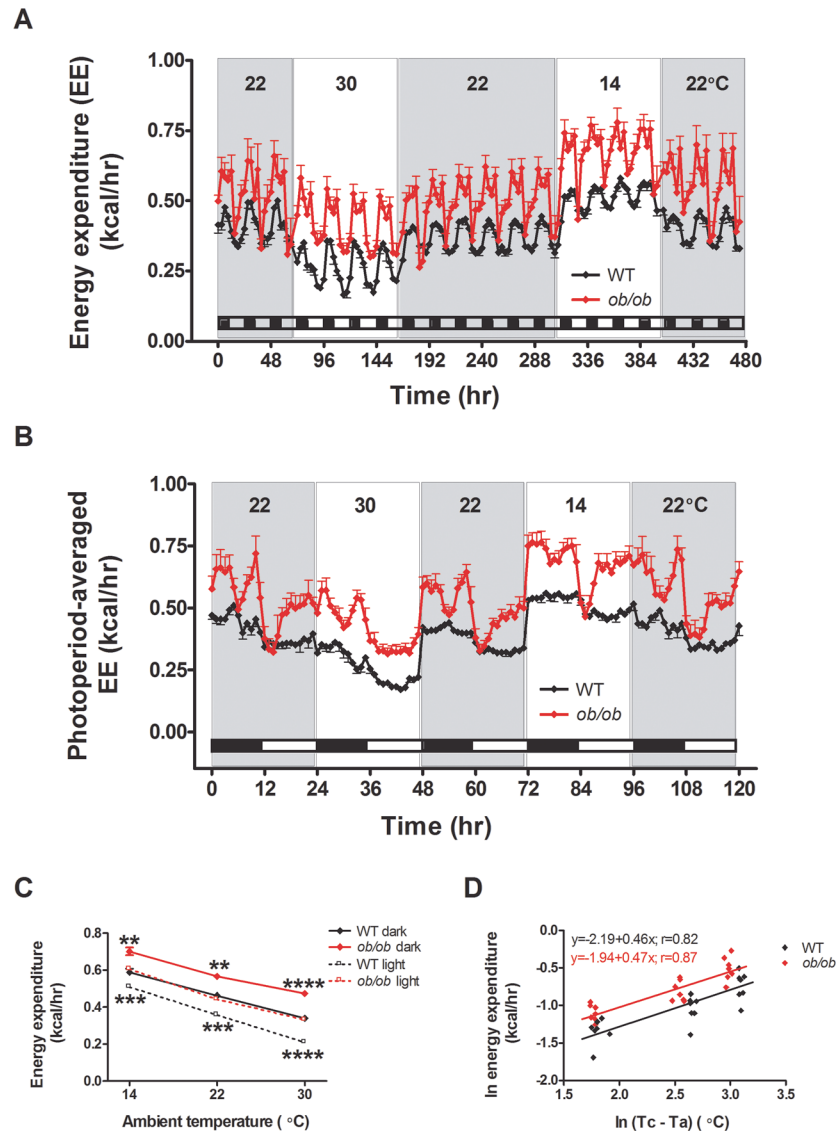 A
Energy expenditure (EE)
(kcal/hr)
1.00
0.75
0.50
0.25
0.00
22
30
22
14
22°C
WT
ob/ob
0
48
96
144
192
240
288
336
384
432
480
Time (hr)
B
Photoperiod-averaged
EE (kcal/hr)
1.00
0.75
0.50
0.25
0.00
22
30
22
14
22°C
WT
ob/ob
0
12
24
36
48
60
72
84
96
108
120
Time (hr)
C
Energy expenditure
(kcal/hr)
0.8
0.6
0.4
0.2
0.0
**
**
****
***
***
****
WT dark
ob/ob dark
WT light
ob/ob light
14
22
30
Ambient temperature ( °C)
D
ln energy expenditure
(kcal/hr)
0.0
-0.5
-1.0
-1.5
-2.0
y=-2.19+0.46x; r=0.82
y=-1.94+0.47x; r=0.87
WT
ob/ob
1.5
2.0
2.5
3.0
3.5
ln (Tc - Ta) ( °C)